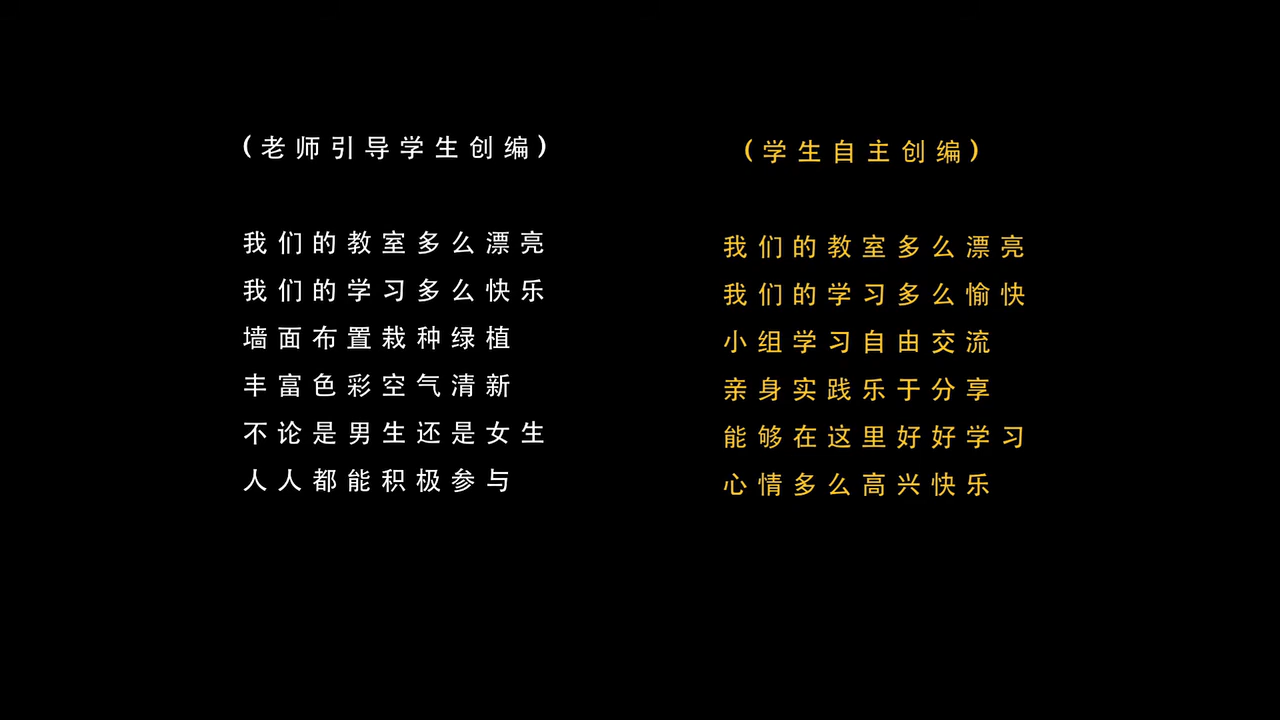 (老师引导学生创编)
我们的教室多么漂亮
我们的学习多么快乐
墙面布置栽种绿植
丰富色彩空气清新
不论是男生还是女生
人人都能积极参与
(学生自主创编)
我们的教室多么漂亮
我们的学习多么愉快
小组学习自由交流
亲身实践乐于分享
能够在这里好好学习
心情多么高兴快乐